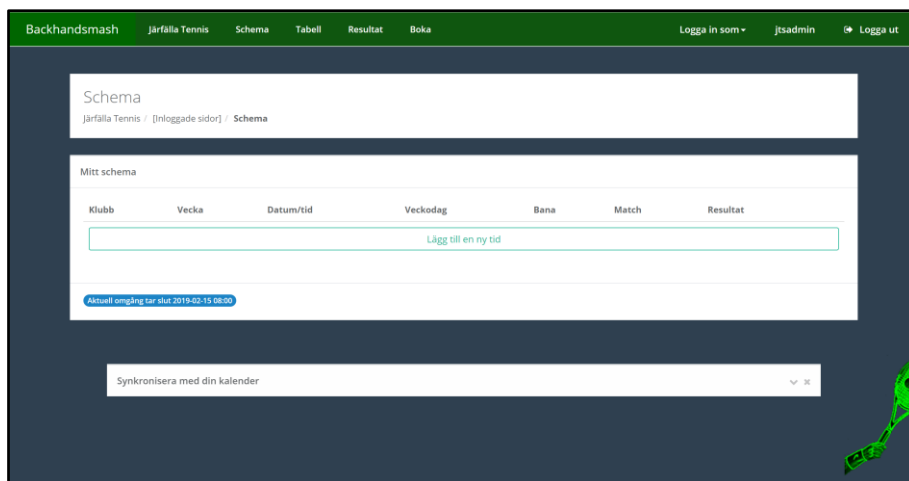 Backhandsmash Järfälla Tennis Schema Tabell Resultat Boka Logga in som jtsadmin Logga ut
Schema
Järfälla Tennis / [Inloggade sidor] / Schema
Mitt schema
Klubb Vecka Datum/tid Veckodag Bana Match Resultat
Lägg till en ny tid
Aktuell omgång tar slut 2019-02-15 08:00
Synkronisera med din kalender